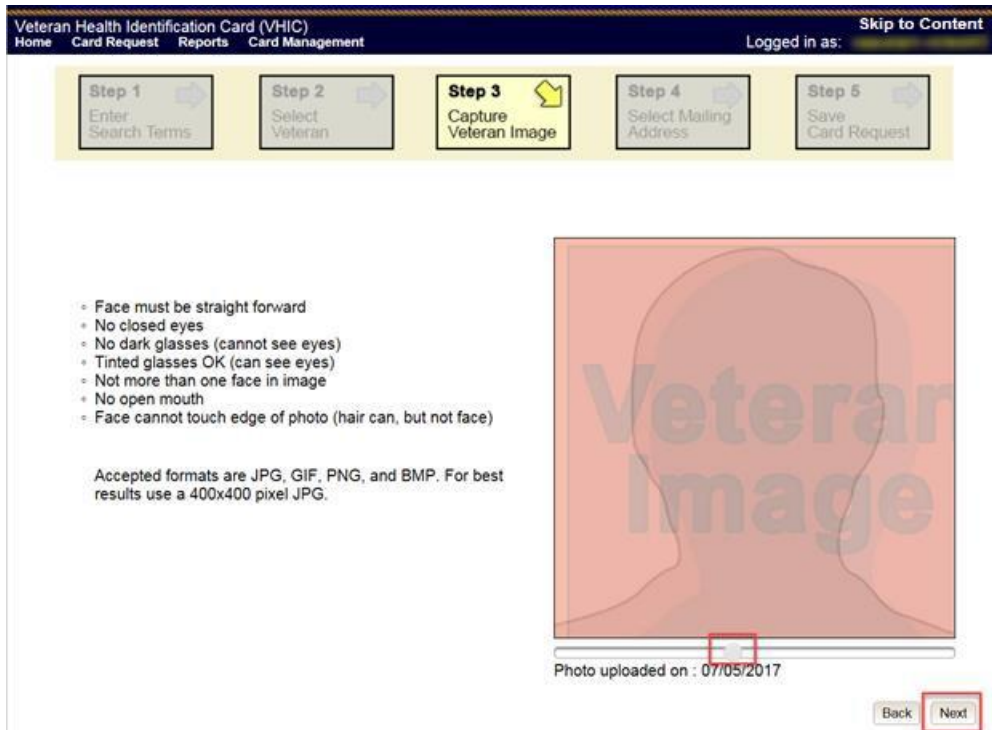 Veteran Health Identification Card (VHIC)
Skip to Content
Home Card Request Reports Card Management
Logged in as:
Step 1
Enter
Search Terms
Step 2
Select
Veteran
Step 3
Capture
Veteran Image
Step 4
Select Mailing
Address
Step 5
Save
Card Request
Face must be straight forward
No closed eyes
No dark glasses (cannot see eyes)
Tinted glasses OK (can see eyes)
Not more than one face in image
No open mouth
Face cannot touch edge of photo (hair can, but not face)
Accepted formats are JPG, GIF, PNG, and BMP. For best
results use a 400x400 pixel JPG.
Veteran
Image
Photo uploaded on : 07/05/2017
Back Next